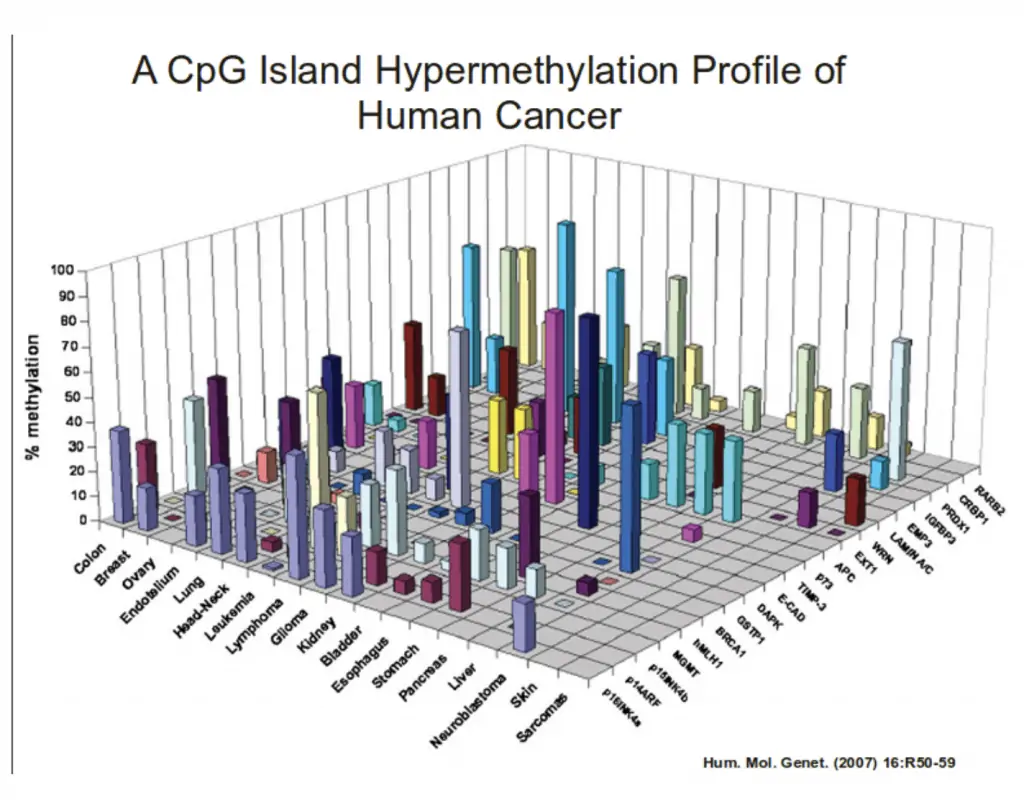 A CpG Island Hypermethylation Profile of
Human Cancer
% methylation
100
90
80
70
60
50
40
30
20
10
0
Colon
Breast
Ovary
Endotelium
Lung
Head-Neck
Leukemia
Lymphoma
Glioma
Kidney
Bladder
Esophagus
Stomach
Pancreas
Liver
Neuroblastoma
Skin
Sarcomas
p16INK4a
p14ARF
p15INK4b
MGMT
hMLH1
BRCA1
GSTP1
DAPK
E-CAD
TIMP-3
p73
APC
EXT1
WRN
LAMIN A/C
EMP3
IGFBP3
PRDX1
CRBP1
RARB2
Hum. Mol. Genet. (2007) 16:R50-59